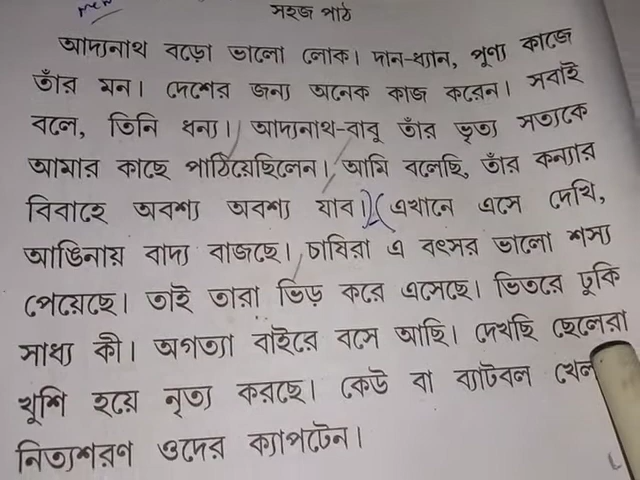 সহজ পাঠ
আদ্যনাথ বড়ো ভালো লোক। দান-ধ্যান, পুণ্য কাজে
তাঁর মন। দেশের জন্য অনেক কাজ করেন। সবাই
বলে, তিনি ধন্য। আদ্যনাথ-বাবু তাঁর ভৃত্য সত্যকে
আমার কাছে পাঠিয়েছিলেন। আমি বলেছি, তাঁর কন্যার
বিবাহে অবশ্য অবশ্য যাব। এখানে এসে দেখি,
আঙিনায় বাদ্য বাজছে। চাষিরা এ বৎসর ভালো শস্য
পেয়েছে। তাই তারা ভিড় করে এসেছে। ভিতরে ঢুকি
সাধ্য কী। অগত্যা বাইরে বসে আছি। দেখছি ছেলেরা
খুশি হয়ে নৃত্য করছে। কেউ বা ব্যাটবল
নিত্যশরণ ওদের ক্যাপটেন।